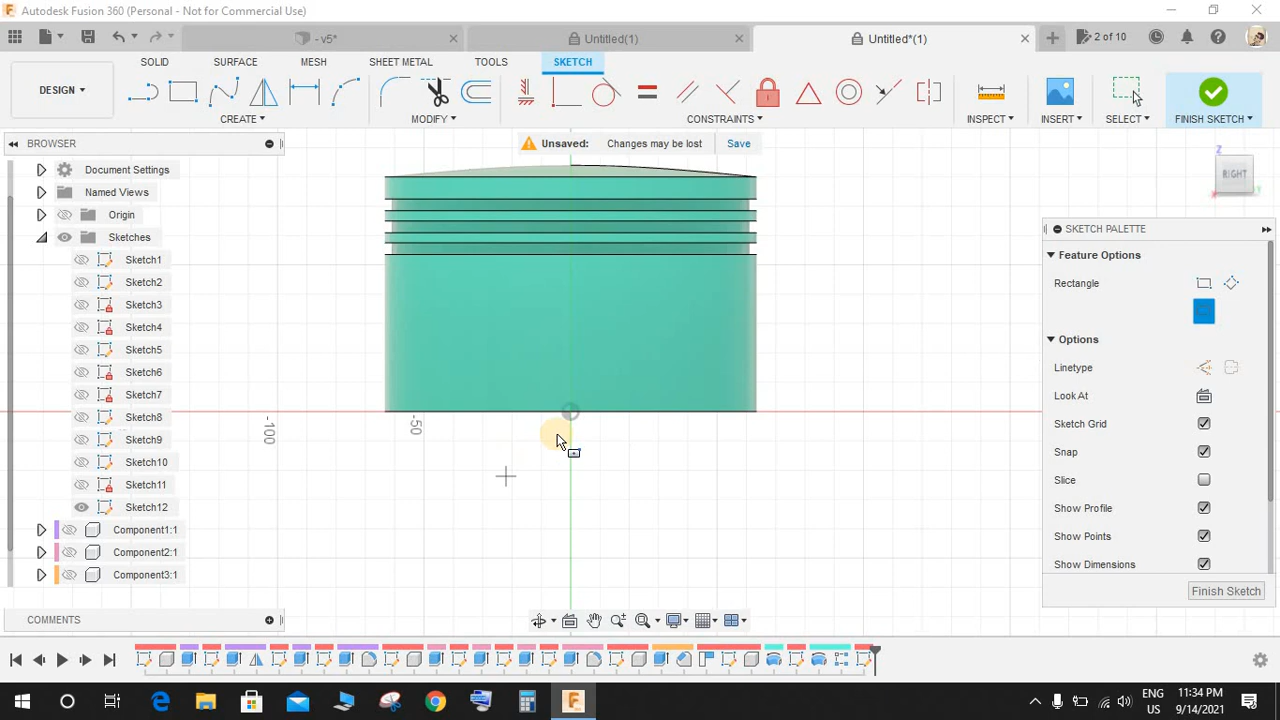 Autodesk Fusion 360 (Personal - Not for Commercial Use)
- v5*
Untitled(1)
Untitled*(1)
2 of 10
DESIGN
SOLID
SURFACE
MESH
SHEET METAL
TOOLS
SKETCH
CREATE
MODIFY
CONSTRAINTS
INSPECT
INSERT
SELECT
FINISH SKETCH
BROWSER
Unsaved:
Changes may be lost
Save
Document Settings
Named Views
Origin
Sketches
Sketch1
Sketch2
Sketch3
Sketch4
Sketch5
Sketch6
Sketch7
Sketch8
Sketch9
Sketch10
Sketch11
Sketch12
Component1:1
Component2:1
Component3:1
-100
-50
Z
RIGHT
SKETCH PALETTE
Feature Options
Rectangle
Options
Linetype
Look At
Sketch Grid
Snap
Slice
Show Profile
Show Points
Show Dimensions
Finish Sketch
COMMENTS
ENG
US
11:34 PM
9/14/2021